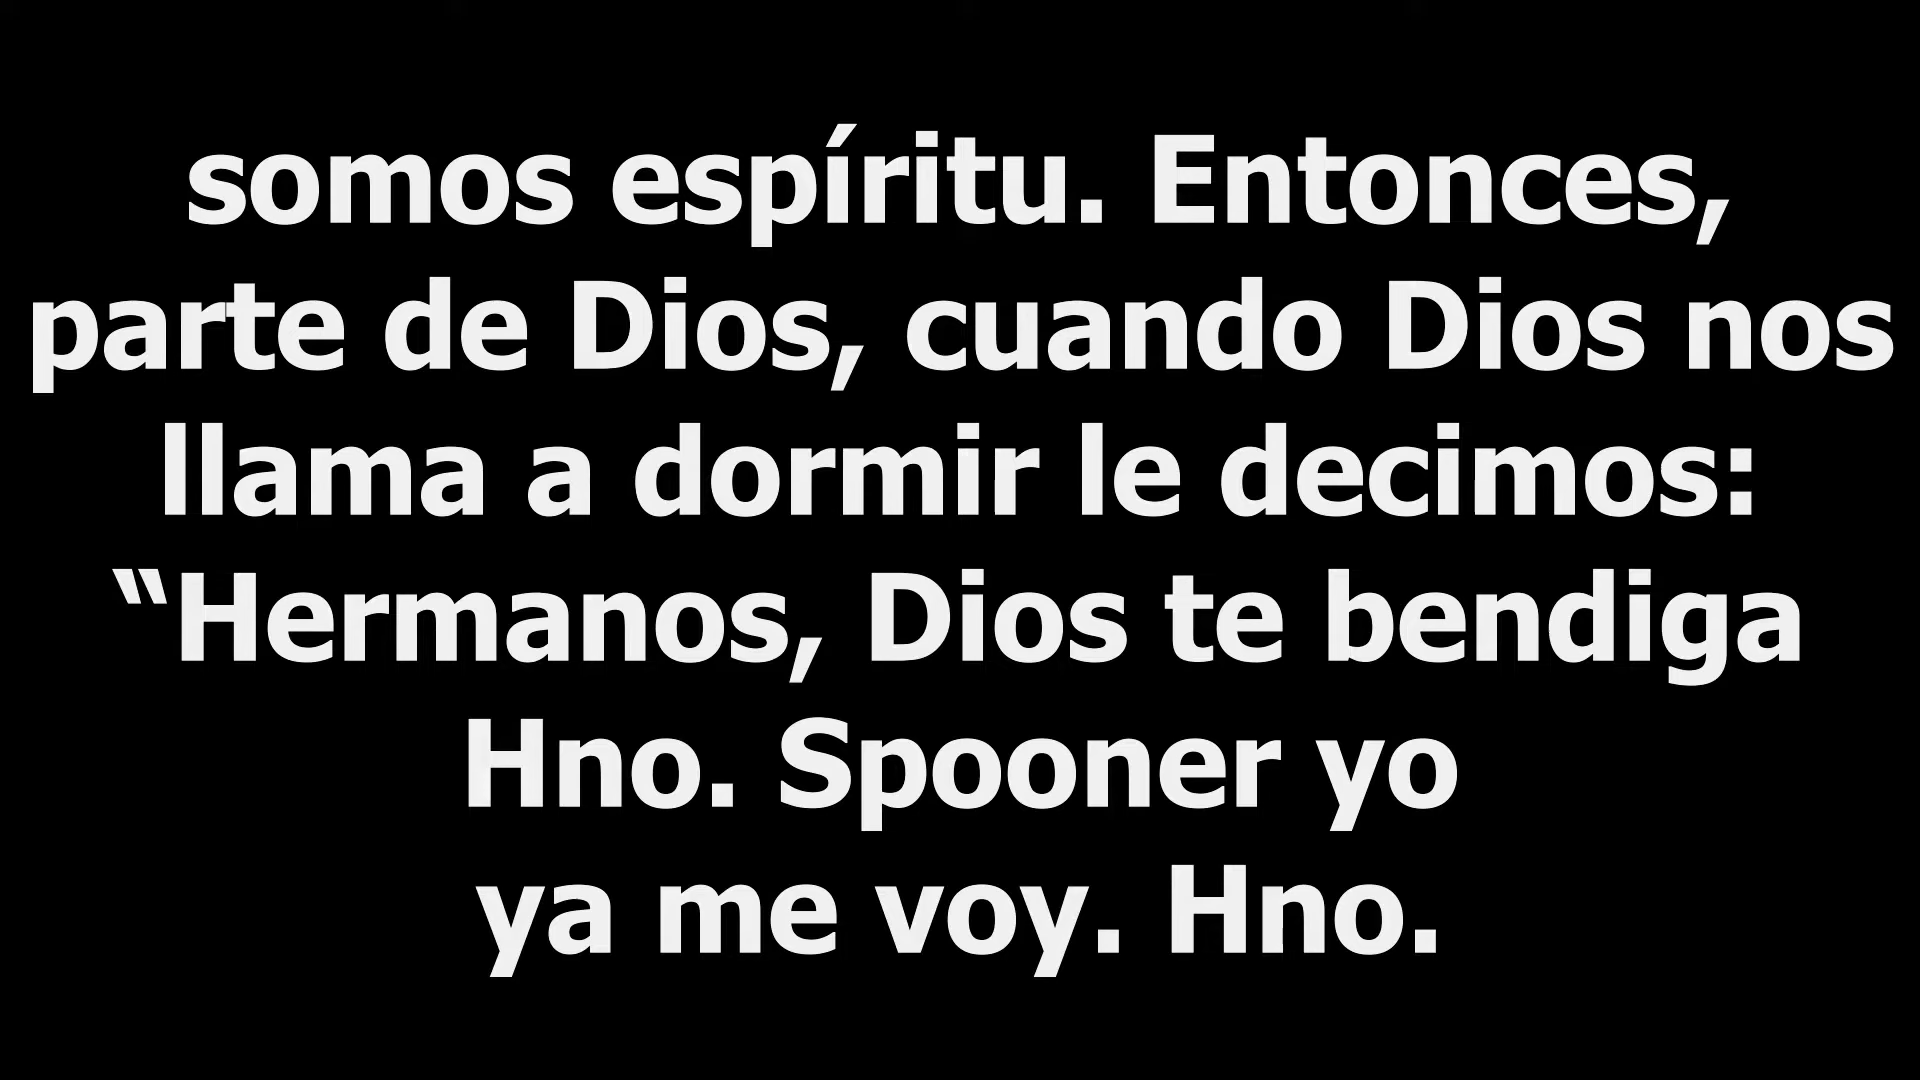 somos espíritu. Entonces,
parte de Dios, cuando Dios nos
llama a dormir le decimos:
“Hermanos, Dios te bendiga
Hno. Spooner yo
ya me voy. Hno.